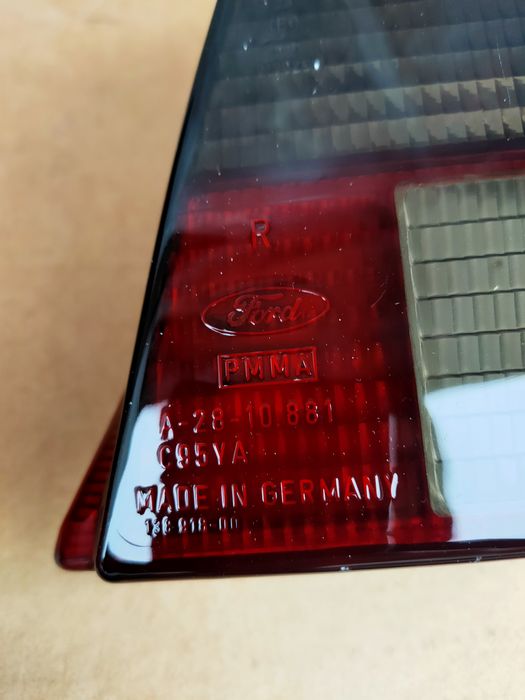 R
Ford
PMMA
A-28-10.881
C95YA
MADE IN GERMANY